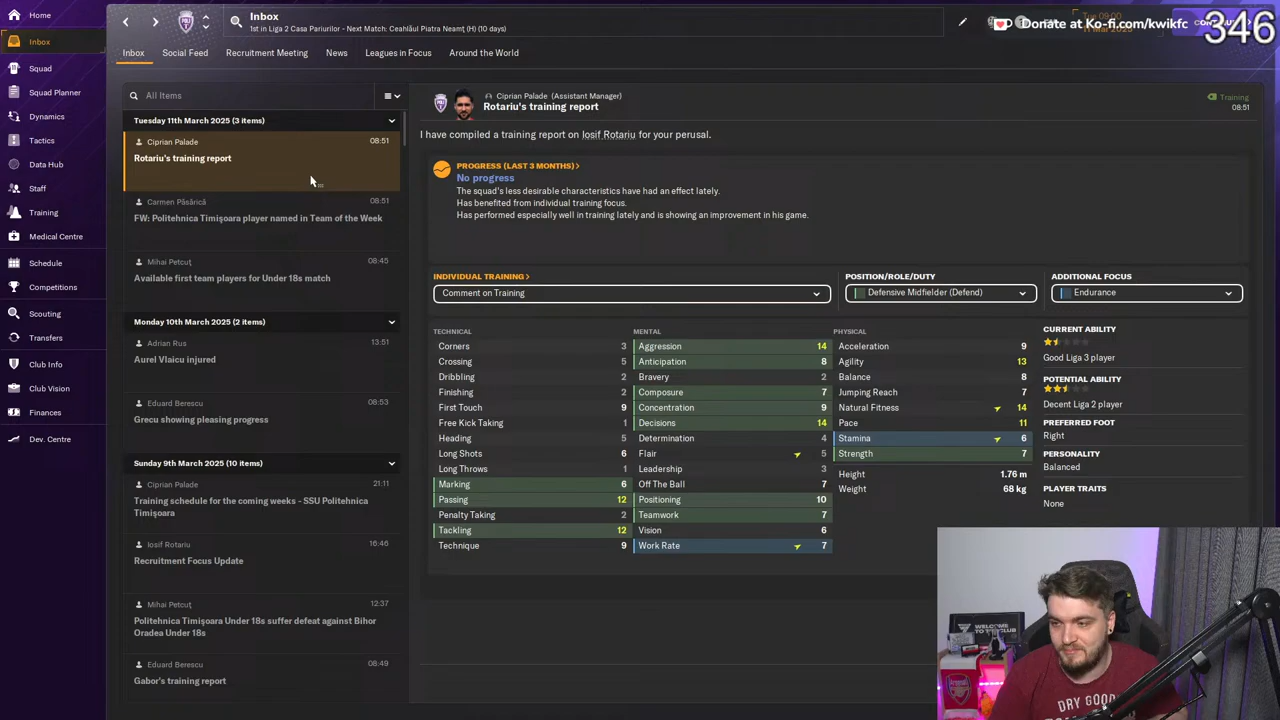 Home
Inbox
Squad
Squad Planner
Dynamics
Tactics
Data Hub
Staff
Training
Medical Centre
Schedule
Competitions
Scouting
Transfers
Club Info
Club Vision
Finances
Dev. Centre
POLI
Inbox
1st in Liga 2 Casa Pariurilor - Next Match: Ceahlăul Piatra Neamț (H) (10 days)
Donate at Ko-fi.com/kwikfc
346
Inbox Social Feed Recruitment Meeting News Leagues in Focus Around the World
All Items
Tuesday 11th March 2025 (3 items)
Ciprian Palade 08:51
Rotariu's training report
Carmen Păsărică 08:51
FW: Politehnica Timişoara player named in Team of the Week
Mihai Petcuţ 08:45
Available first team players for Under 18s match
Monday 10th March 2025 (2 items)
Adrian Rus 13:51
Aurel Vlaicu injured
Eduard Berescu 08:53
Grecu showing pleasing progress
Sunday 9th March 2025 (10 items)
Ciprian Palade 21:11
Training schedule for the coming weeks - SSU Politehnica
Timişoara
Iosif Rotariu 16:46
Recruitment Focus Update
Mihai Petcuţ 12:37
Politehnica Timişoara Under 18s suffer defeat against Bihor
Oradea Under 18s
Eduard Berescu 08:49
Gabor's training report
Ciprian Palade (Assistant Manager)
Rotariu's training report
Training
08:51
I have compiled a training report on Iosif Rotariu for your perusal.
PROGRESS (LAST 3 MONTHS)
No progress
The squad's less desirable characteristics have had an effect lately.
Has benefited from individual training focus.
Has performed especially well in training lately and is showing an improvement in his game.
INDIVIDUAL TRAINING
Comment on Training
POSITION/ROLE/DUTY
Defensive Midfielder (Defend)
ADDITIONAL FOCUS
Endurance
TECHNICAL
Corners 3
Crossing 5
Dribbling 2
Finishing 2
First Touch 9
Free Kick Taking 1
Heading 5
Long Shots 6
Long Throws 1
Marking 6
Passing 12
Penalty Taking 2
Tackling 12
Technique 9
MENTAL
Aggression 14
Anticipation 8
Bravery 2
Composure 7
Concentration 9
Decisions 14
Determination 4
Flair 5
Leadership 3
Off The Ball 7
Positioning 10
Teamwork 7
Vision 6
Work Rate 7
PHYSICAL
Acceleration 9
Agility 13
Balance 8
Jumping Reach 7
Natural Fitness 14
Pace 11
Stamina 6
Strength 7
Height 1.76 m
Weight 68 kg
CURRENT ABILITY
Good Liga 3 player
POTENTIAL ABILITY
Decent Liga 2 player
PREFERRED FOOT
Right
PERSONALITY
Balanced
PLAYER TRAITS
None
WELCOME
Arsenal
DRY GOO